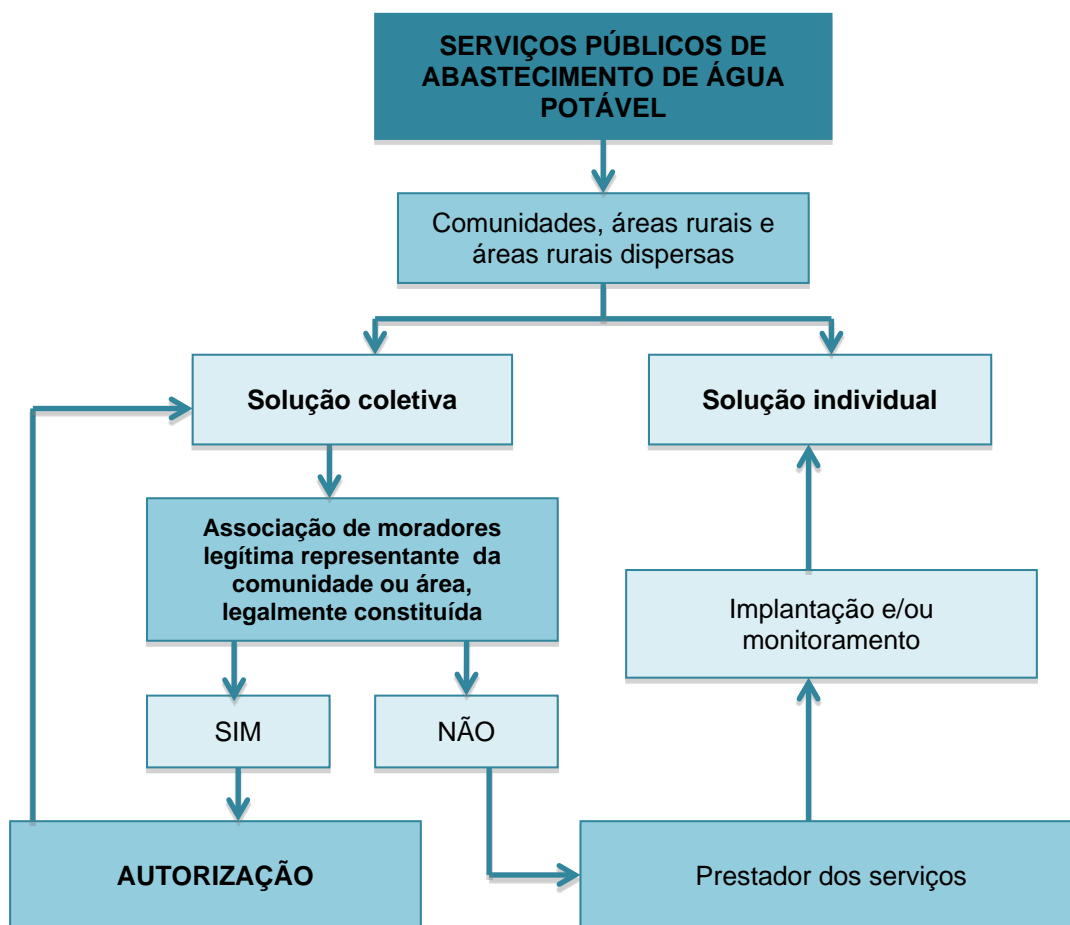 SERVIÇOS PÚBLICOS DE
ABASTECIMENTO DE ÁGUA
POTÁVEL
Comunidades, áreas rurais e
áreas rurais dispersas
Solução coletiva
Solução individual
Associação de moradores
legítima representante da
comunidade ou área,
legalmente constituída
Implantação e/ou
monitoramento
SIM
NÃO
AUTORIZAÇÃO
Prestador dos serviços